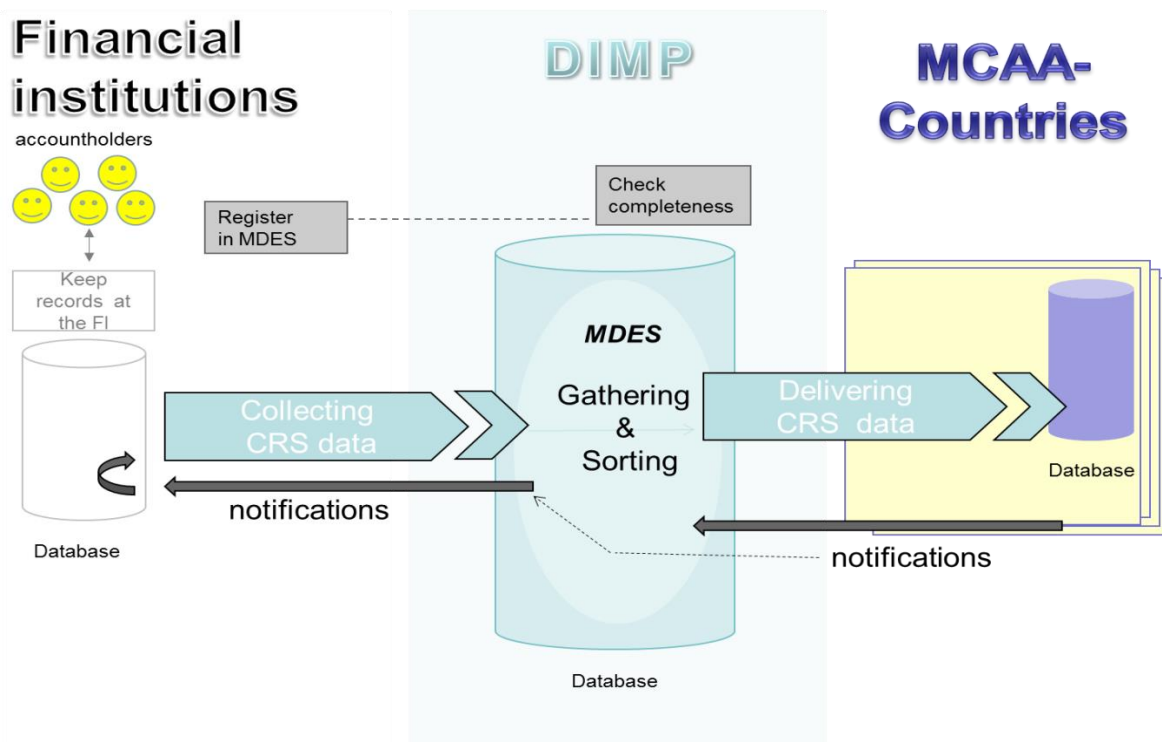 Financial
institutions
accountholders
Keep
records at
the FI
Database
Register
in MDES
Collecting
CRS data
notifications
DIMP
Check
completeness
MDES
Gathering
&
Sorting
Database
MCAA-
Countries
Delivering
CRS data
Database
notifications